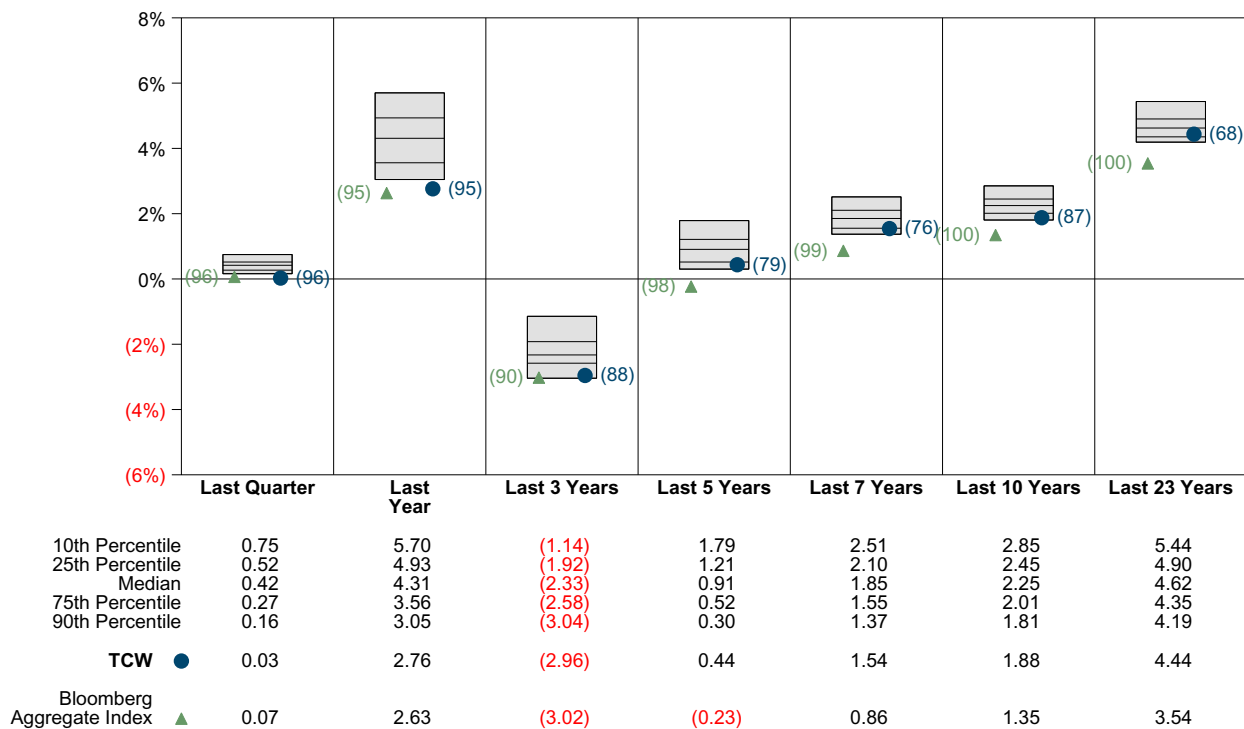 8%
6%
4%
2%
0%
(2%)
(4%)
(6%)
(96) (96)
(95) (95)
(90) (88)
(98) (79)
(99) (76)
(100) (87)
(100) (68)
Last Quarter Last Year Last 3 Years Last 5 Years Last 7 Years Last 10 Years Last 23 Years
10th Percentile 0.75 5.70 (1.14) 1.79 2.51 2.85 5.44
25th Percentile 0.52 4.93 (1.92) 1.21 2.10 2.45 4.90
Median 0.42 4.31 (2.33) 0.91 1.85 2.25 4.62
75th Percentile 0.27 3.56 (2.58) 0.52 1.55 2.01 4.35
90th Percentile 0.16 3.05 (3.04) 0.30 1.37 1.81 4.19
TCW 0.03 2.76 (2.96) 0.44 1.54 1.88 4.44
Bloomberg
Aggregate Index 0.07 2.63 (3.02) (0.23) 0.86 1.35 3.54